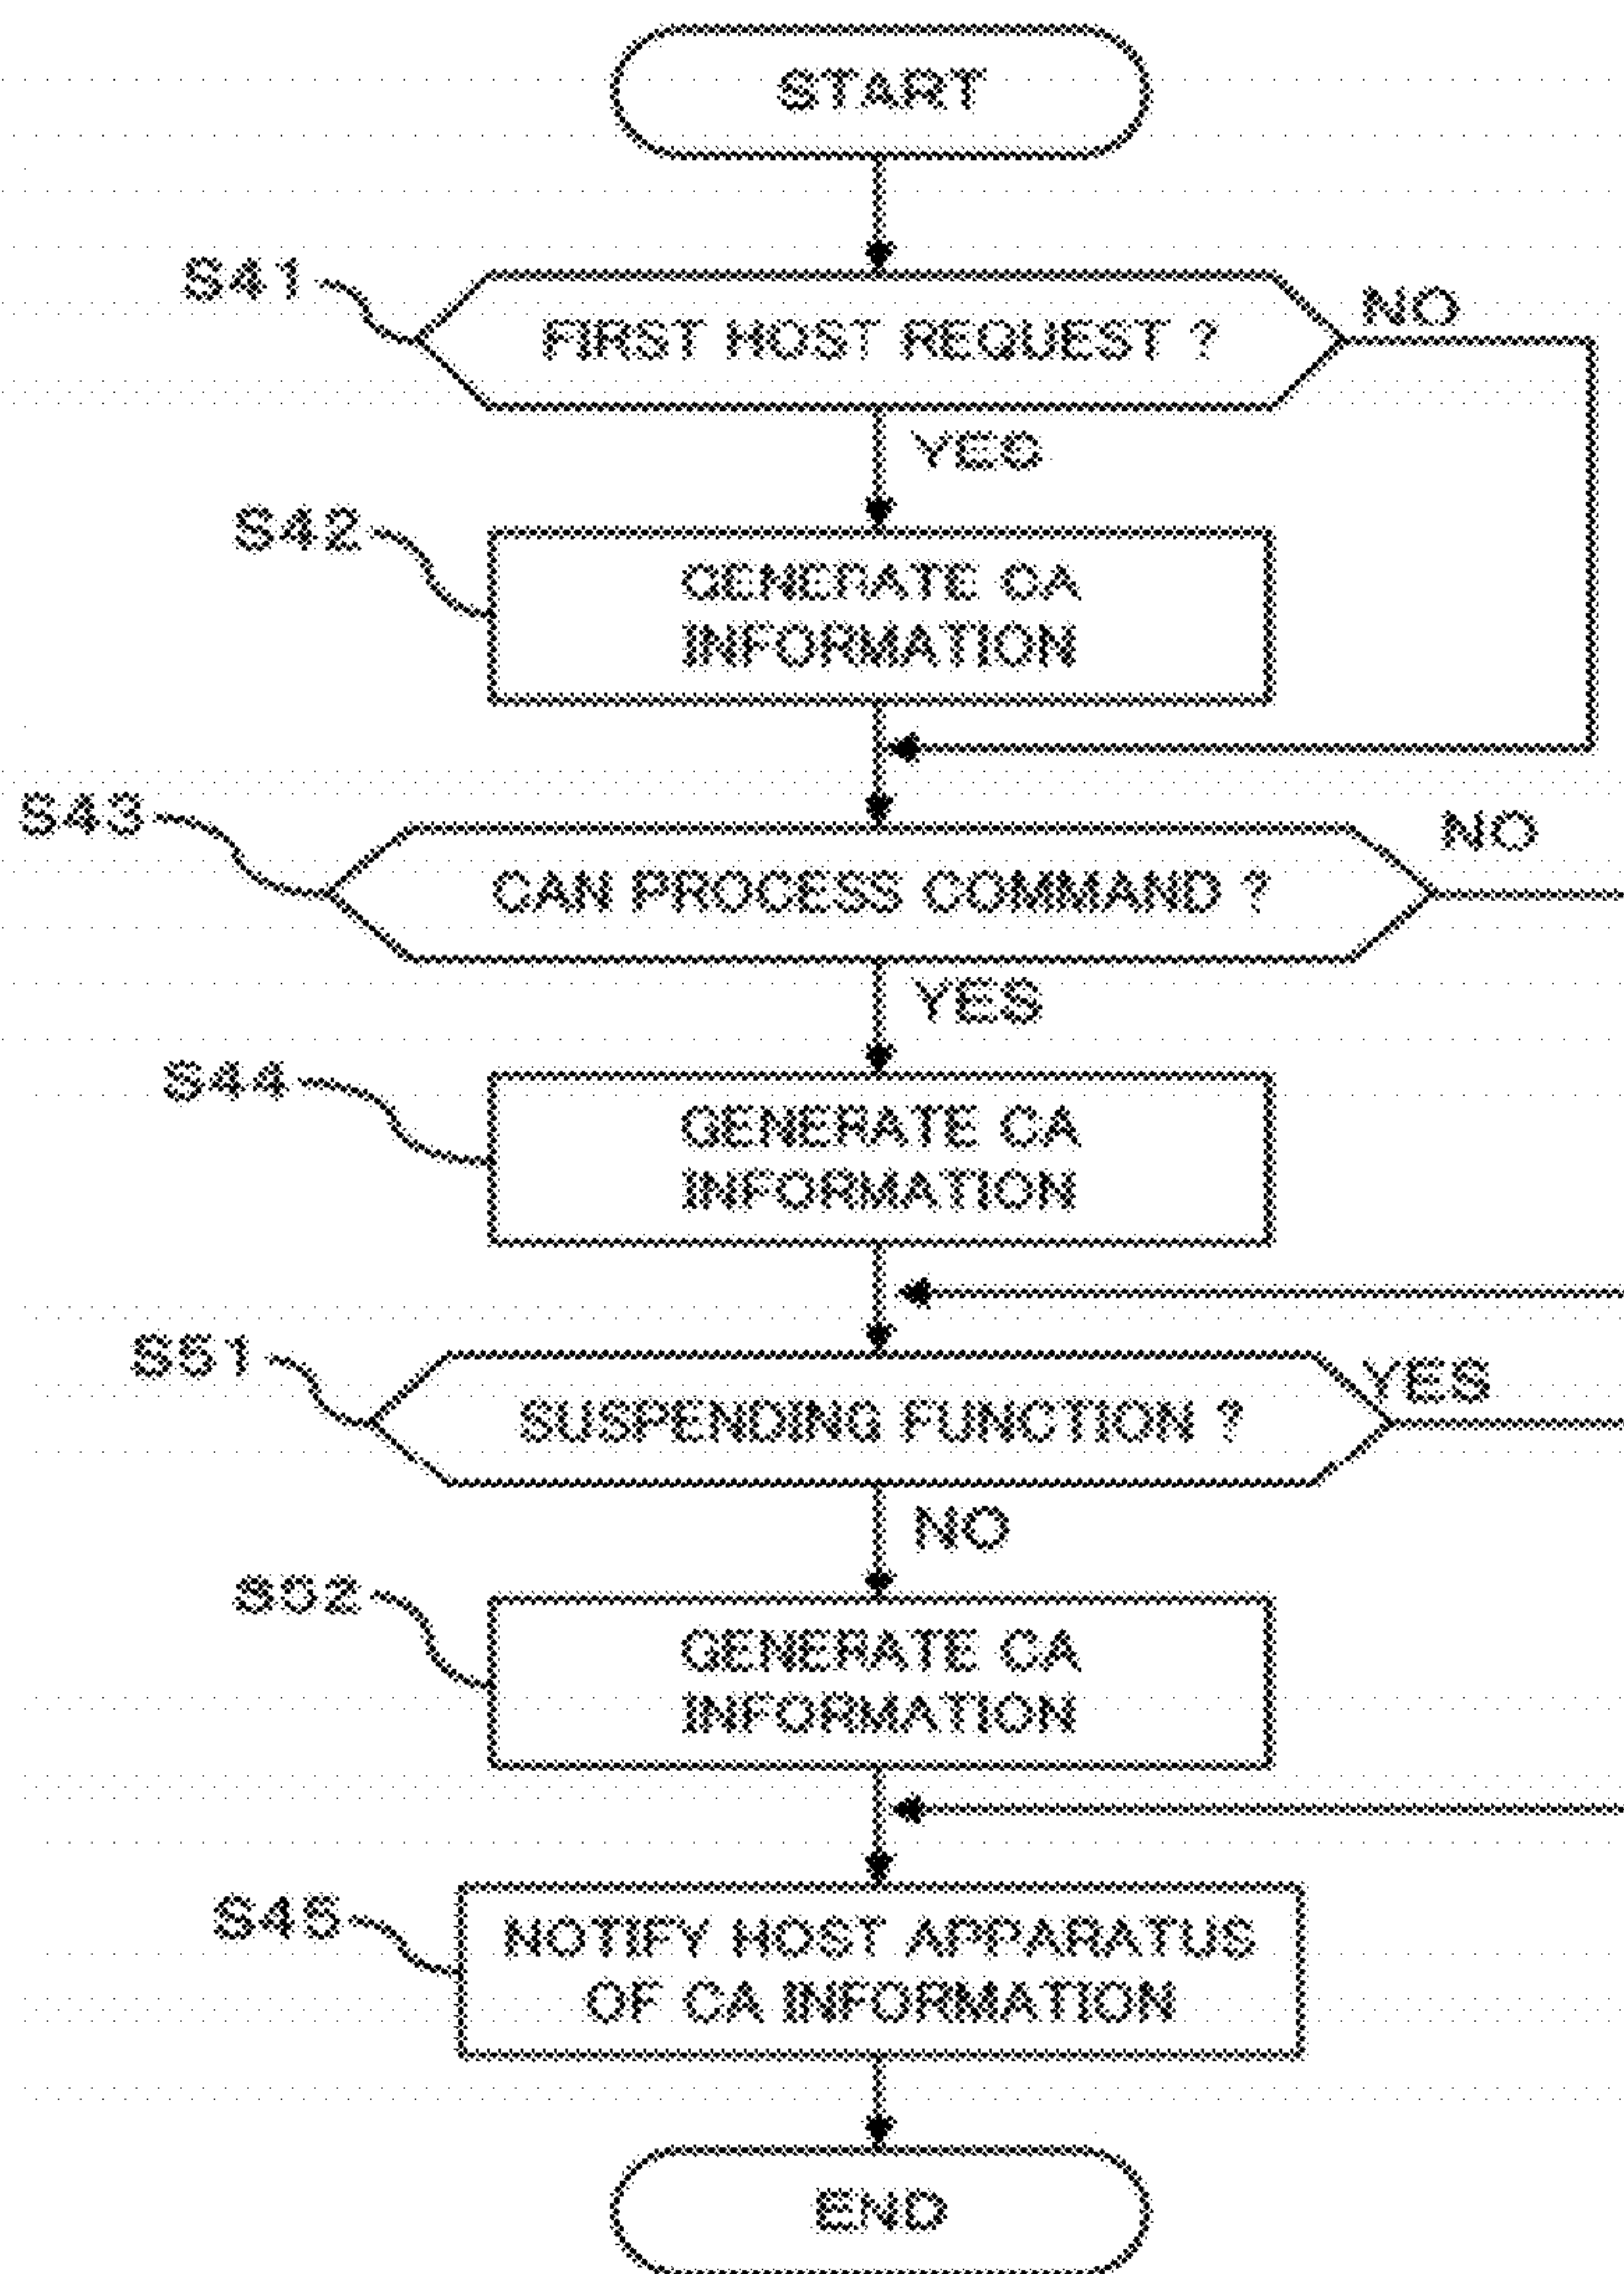 START
S41
FIRST HOST REQUEST ?
NO
YES
S42
GENERATE CA
INFORMATION
S43
CAN PROCESS COMMAND ?
NO
YES
S44
GENERATE CA
INFORMATION
S51
SUSPENDING FUNCTION ?
YES
NO
S52
GENERATE CA
INFORMATION
S45
NOTIFY HOST APPARATUS
OF CA INFORMATION
END